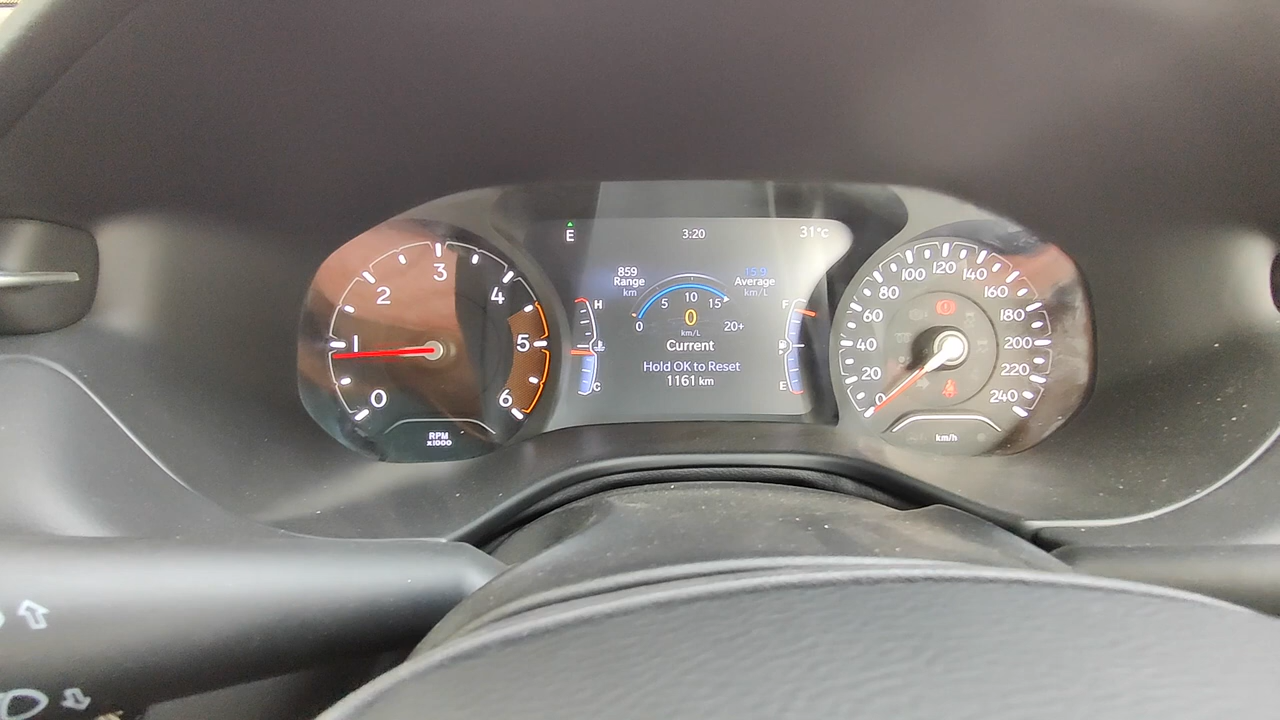 E
3:20
31°C
859
Range
km
15.9
Average
km/L
0
5
10
15
20+
0
km/L
Current
Hold OK to Reset
1161 km
H
C
F
E
0
1
2
3
4
5
6
RPM
x1000
0
20
40
60
80
100
120
140
160
180
200
220
240
km/h